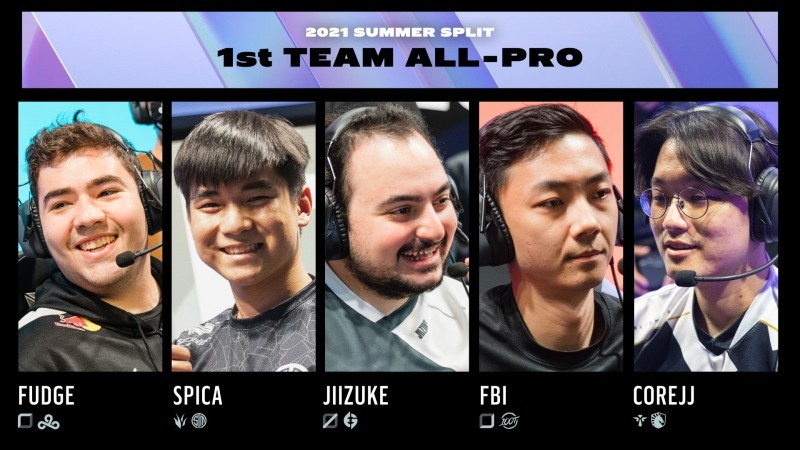 2021 SUMMER SPLIT
1st TEAM ALL-PRO
FUDGE
SPICA
JIIZUKE
FBI
COREJJ